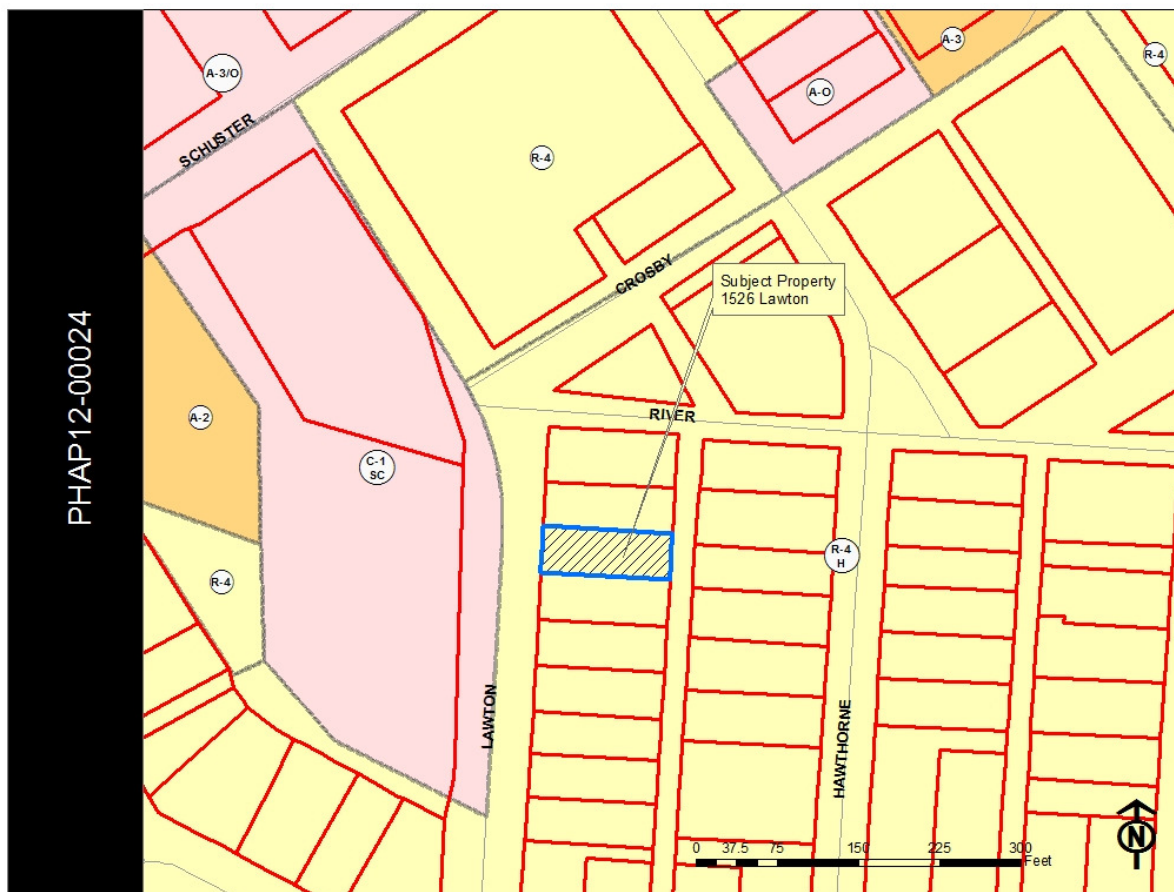 PHAP12-00024
A-3/O
SCHUSTER
R-4
A-O
A-3
R-4
CROSBY
Subject Property
1526 Lawton
RIVER
A-2
C-1
SC
R-4
R-4
H
LAWTON
HAWTHORNE
N
0 37.5 75 150 225 300
Feet